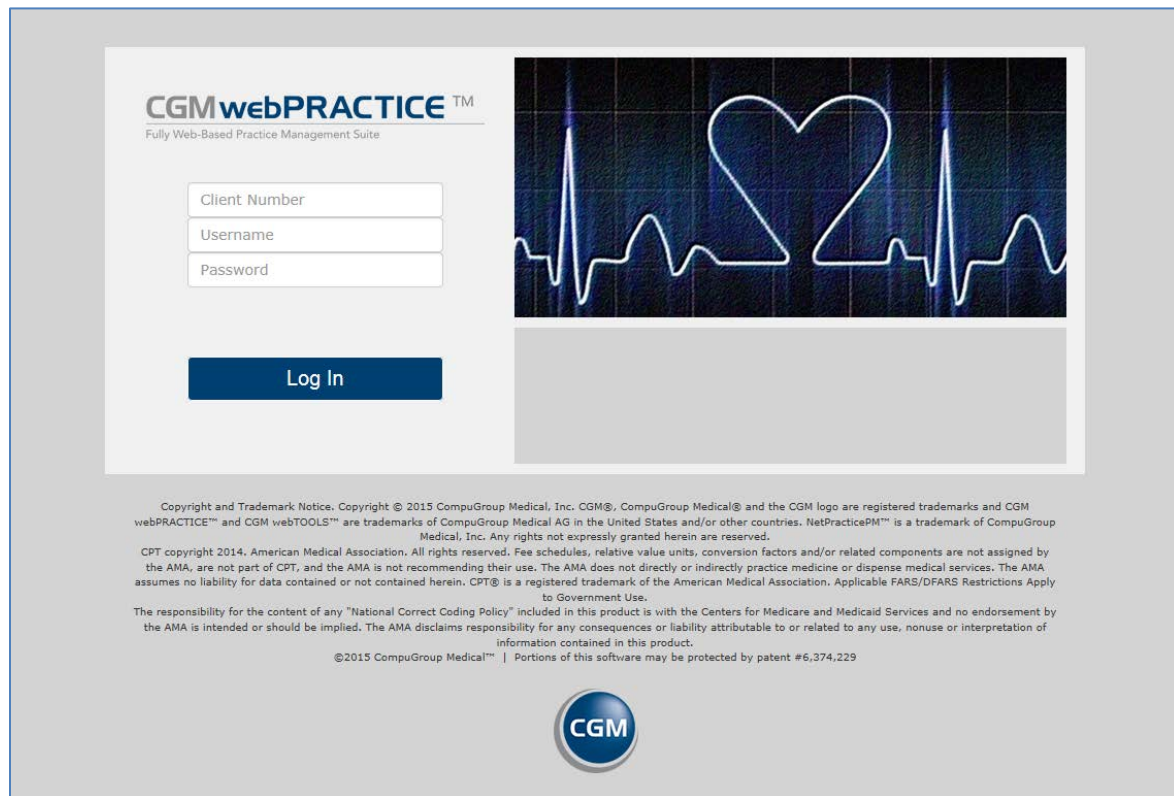 CGM webPRACTICE ™
Fully Web-Based Practice Management Suite
Client Number
Username
Password
Log In
Copyright and Trademark Notice. Copyright © 2015 CompuGroup Medical, Inc. CGM®, CompuGroup Medical® and the CGM logo are registered trademarks and CGM
webPRACTICE™ and CGM webTOOLS™ are trademarks of CompuGroup Medical AG in the United States and/or other countries. NetPracticePM™ is a trademark of CompuGroup
Medical, Inc. Any rights not expressly granted herein are reserved.
CPT copyright 2014. American Medical Association. All rights reserved. Fee schedules, relative value units, conversion factors and/or related components are not assigned by
the AMA, are not part of CPT, and the AMA is not recommending their use. The AMA does not directly or indirectly practice medicine or dispense medical services. The AMA
assumes no liability for data contained or not contained herein. CPT® is a registered trademark of the American Medical Association. Applicable FARS/DFARS Restrictions Apply
to Government Use.
The responsibility for the content of any "National Correct Coding Policy" included in this product is with the Centers for Medicare and Medicaid Services and no endorsement by
the AMA is intended or should be implied. The AMA disclaims responsibility for any consequences or liability attributable to or related to any use, nonuse or interpretation of
information contained in this product.
©2015 CompuGroup Medical™ | Portions of this software may be protected by patent #6,374,229
CGM